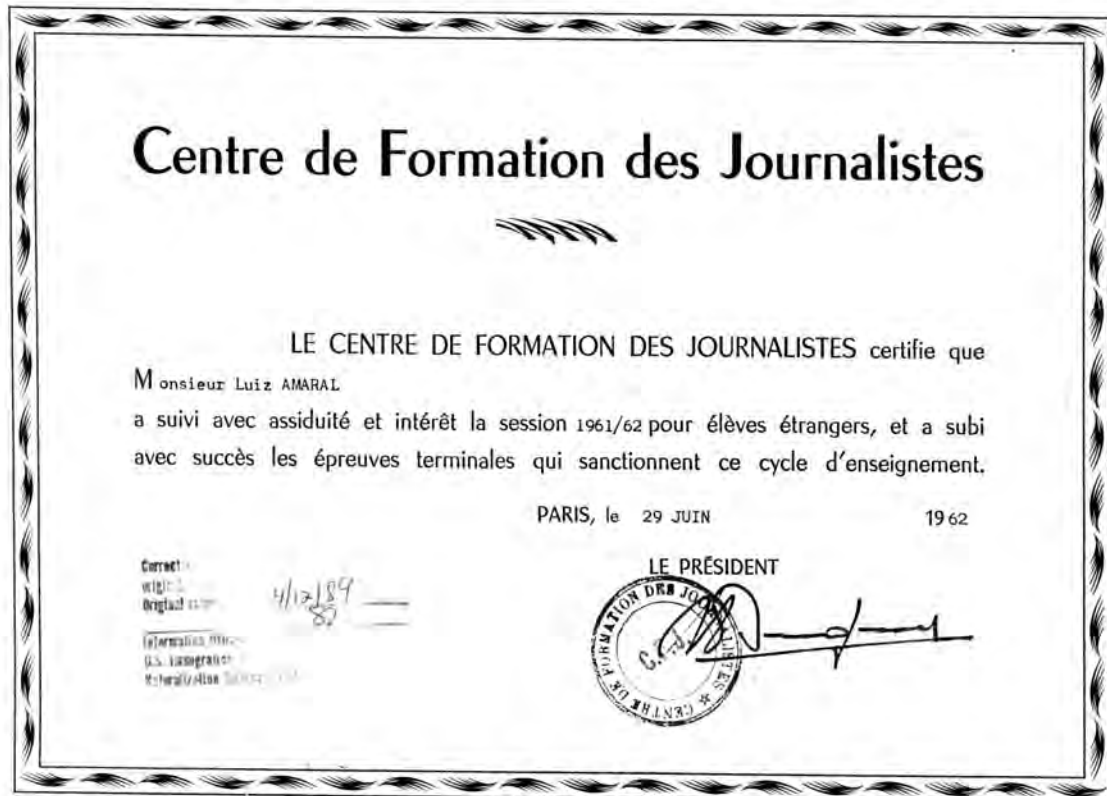 Centre de Formation des Journalistes
LE CENTRE DE FORMATION DES JOURNALISTES certifie que
Monsieur Luiz AMARAL
a suivi avec assiduité et intérêt la session 1961/62 pour élèves étrangers, et a subi
avec succès les épreuves terminales qui sanctionnent ce cycle d'enseignement.
PARIS, le 29 JUIN 1962
LE PRÉSIDENT
CENTRE DE FORMATION DES JOURNALISTES
C.F.J.
Correct
Original
4/12/89
Information
U.S. Immigration
Naturalization